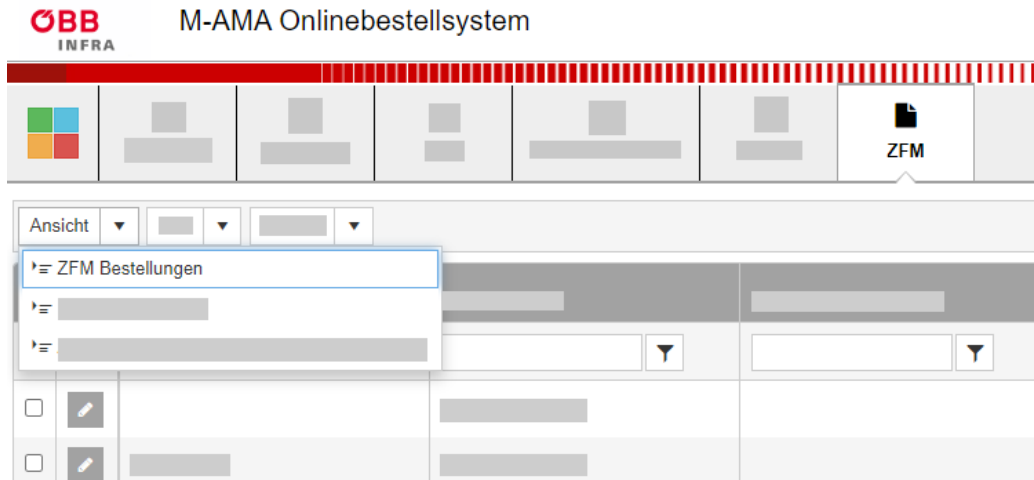 ÖBB
INFRA
M-AMA Onlinebestellsystem
ZFM
Ansicht
ZFM Bestellungen